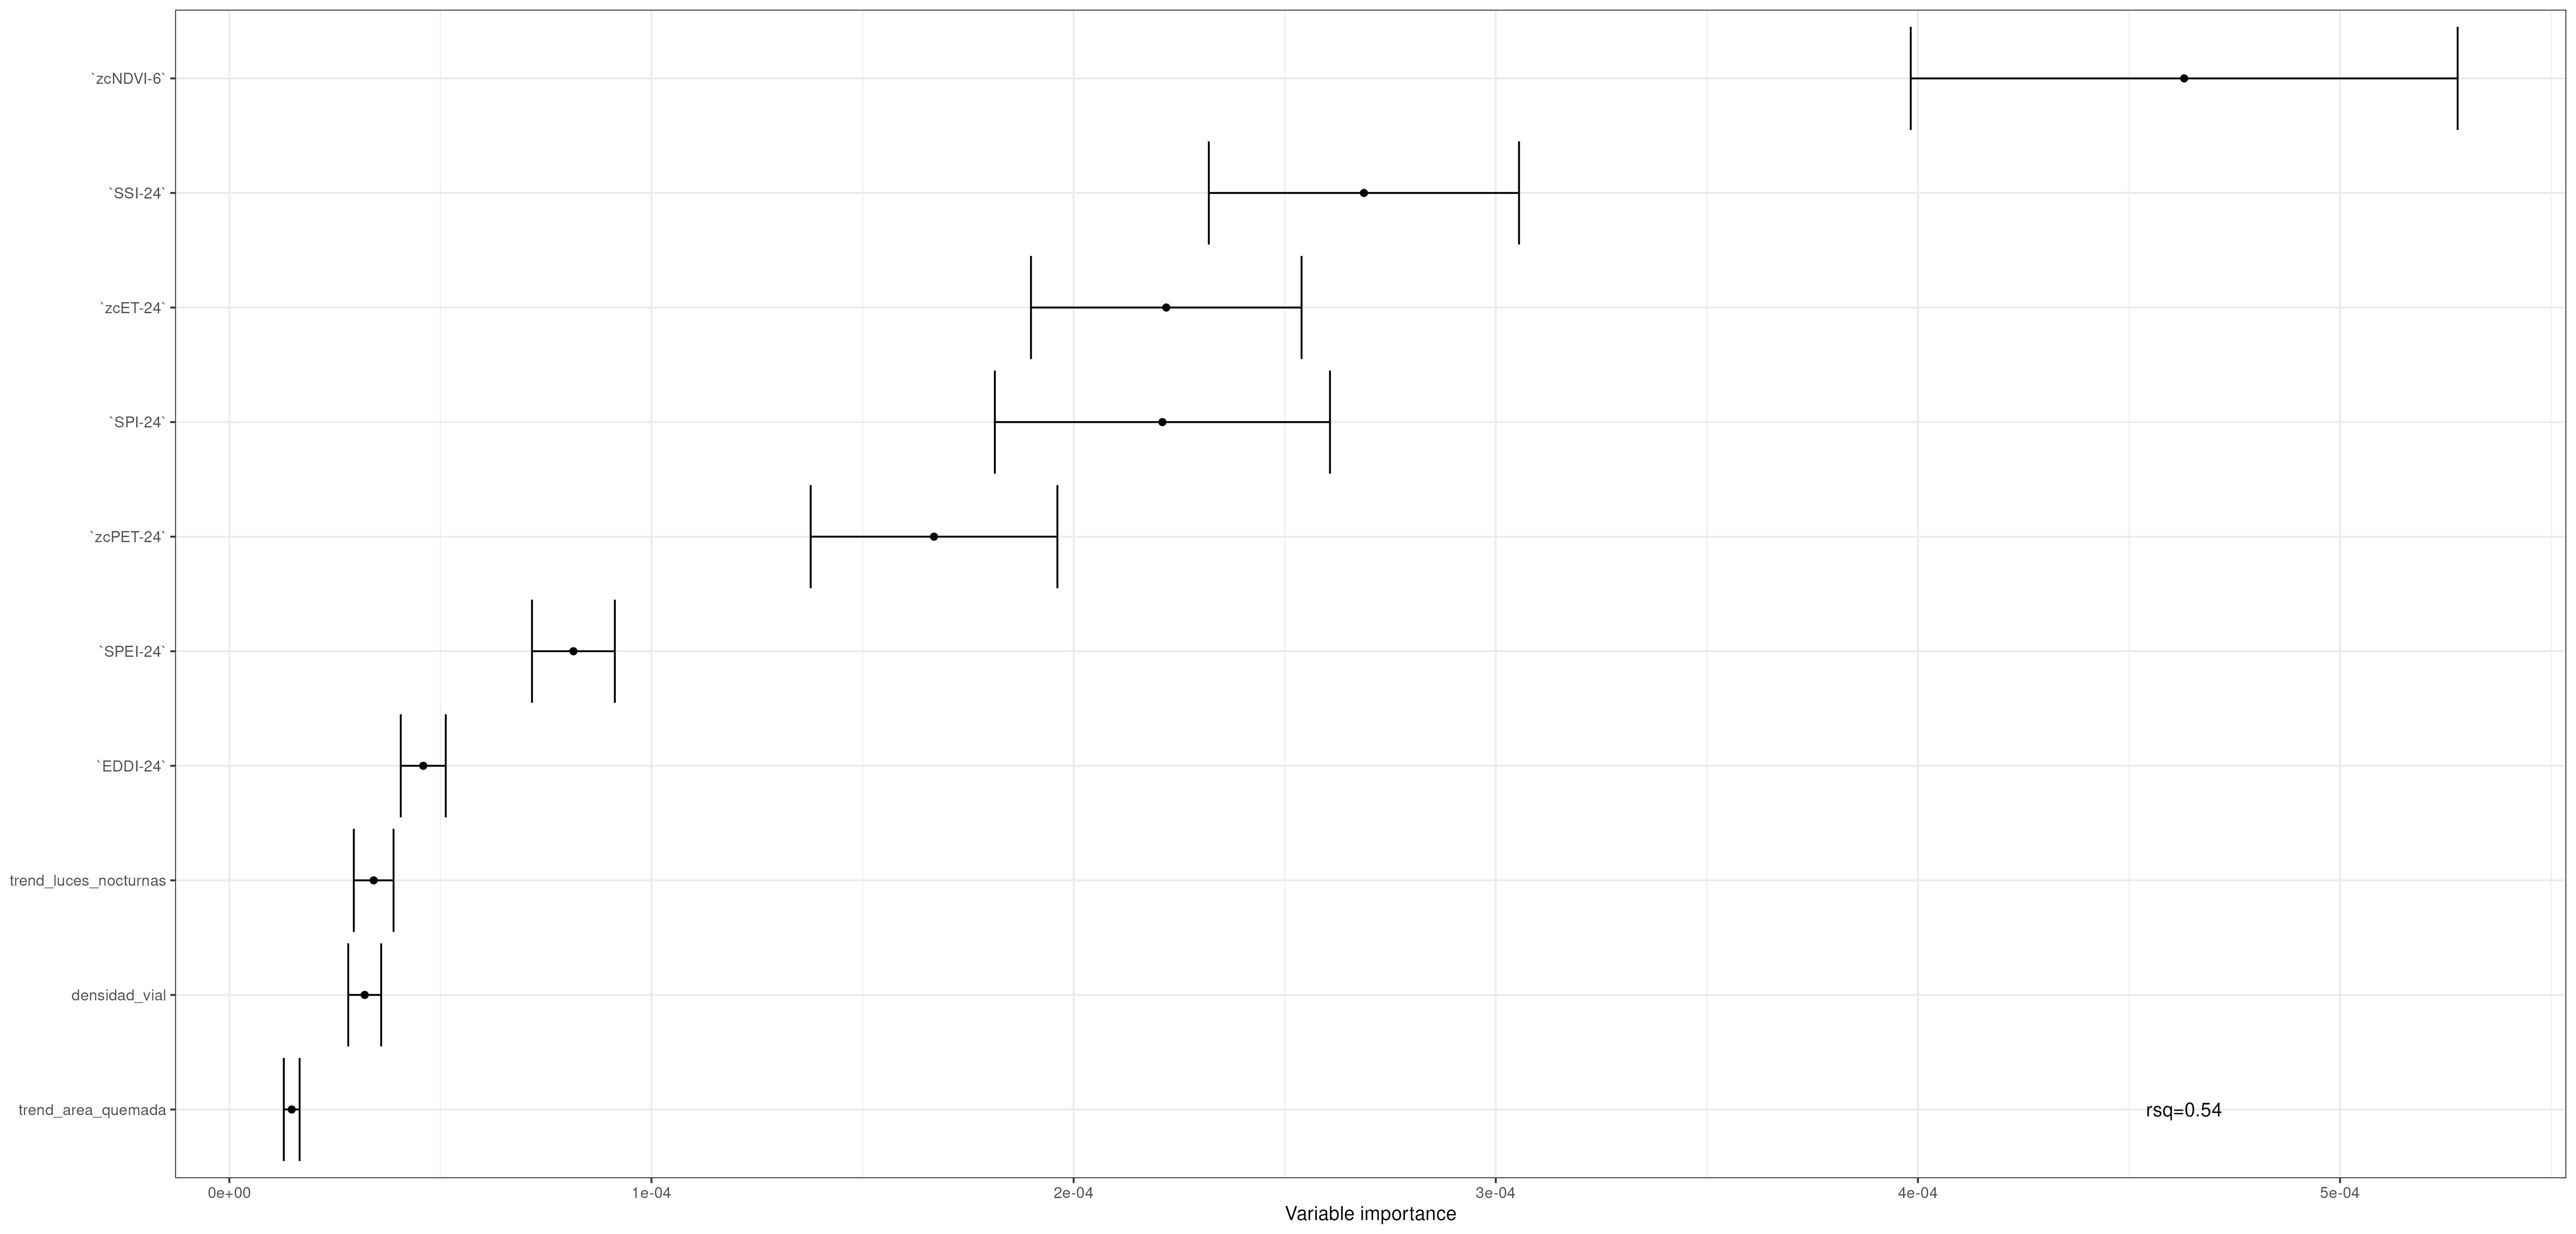 `zcNDVI-6`
`SSI-24`
`zcET-24`
`SPI-24`
`zcPET-24`
`SPEI-24`
`EDDI-24`
trend_luces_nocturnas
densidad_vial
trend_area_quemada
rsq=0.54
0e+00 1e-04 2e-04 3e-04 4e-04 5e-04
Variable importance